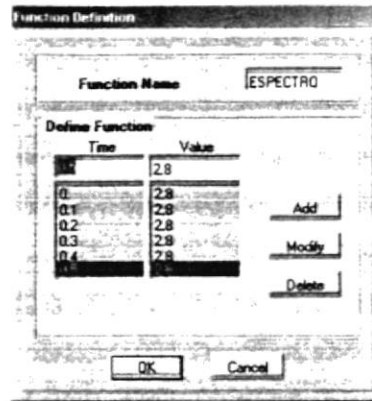 Function Definition
Function Name ESPECTRO
Define Function
Time Value
2.8
0. 2.8
0.1 2.8
0.2 2.8
0.3 2.8
0.4 2.8
Add
Modify
Delete
OK Cancel